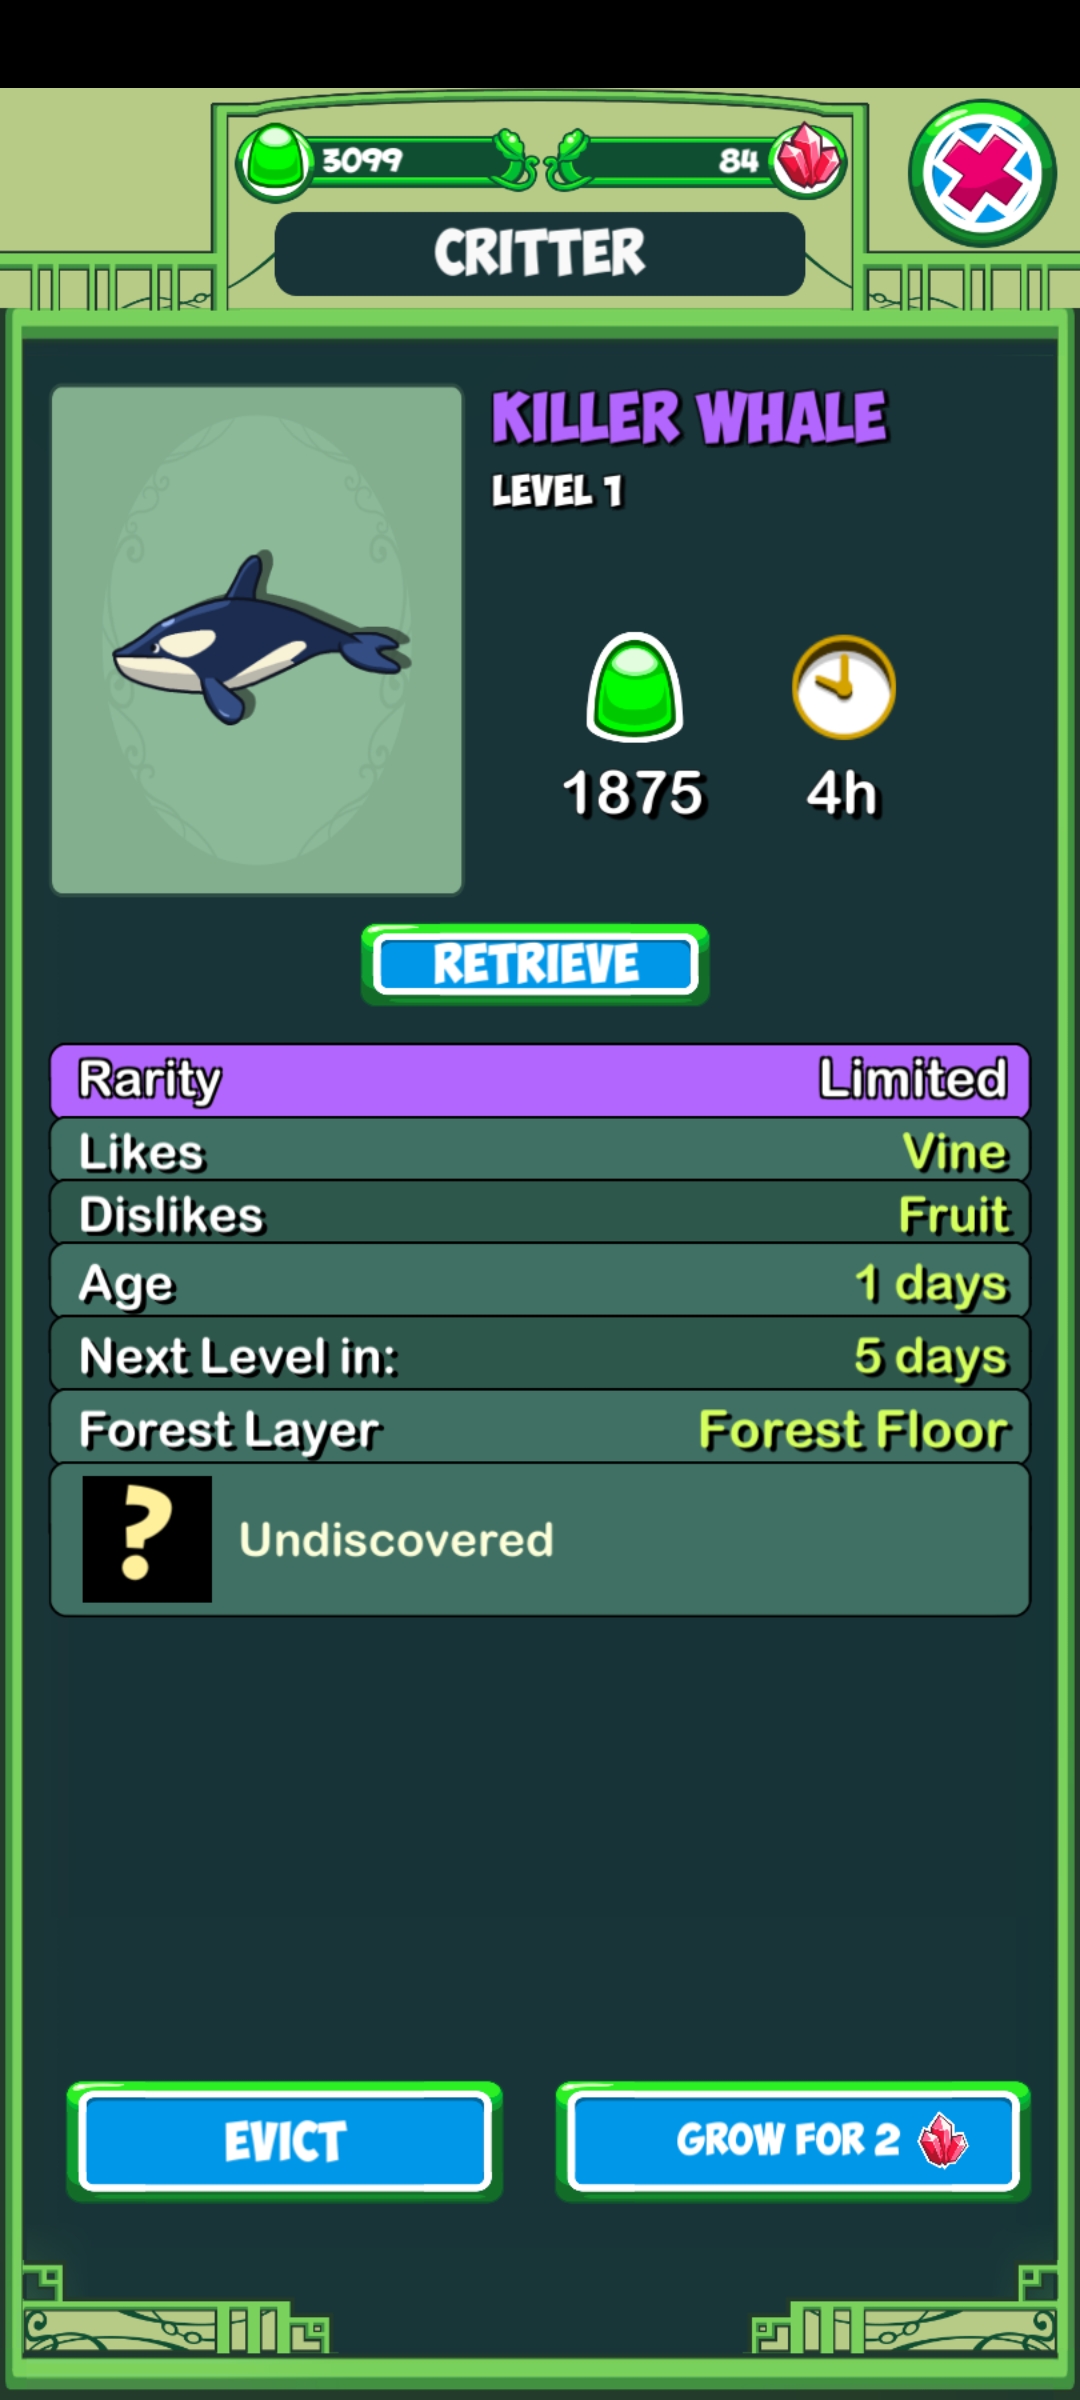 3099 84
CRITTER
KILLER WHALE
LEVEL 1
1875 4h
RETRIEVE
Rarity Limited
Likes Vine
Dislikes Fruit
Age 1 days
Next Level in: 5 days
Forest Layer Forest Floor
? Undiscovered
EVICT GROW FOR 2